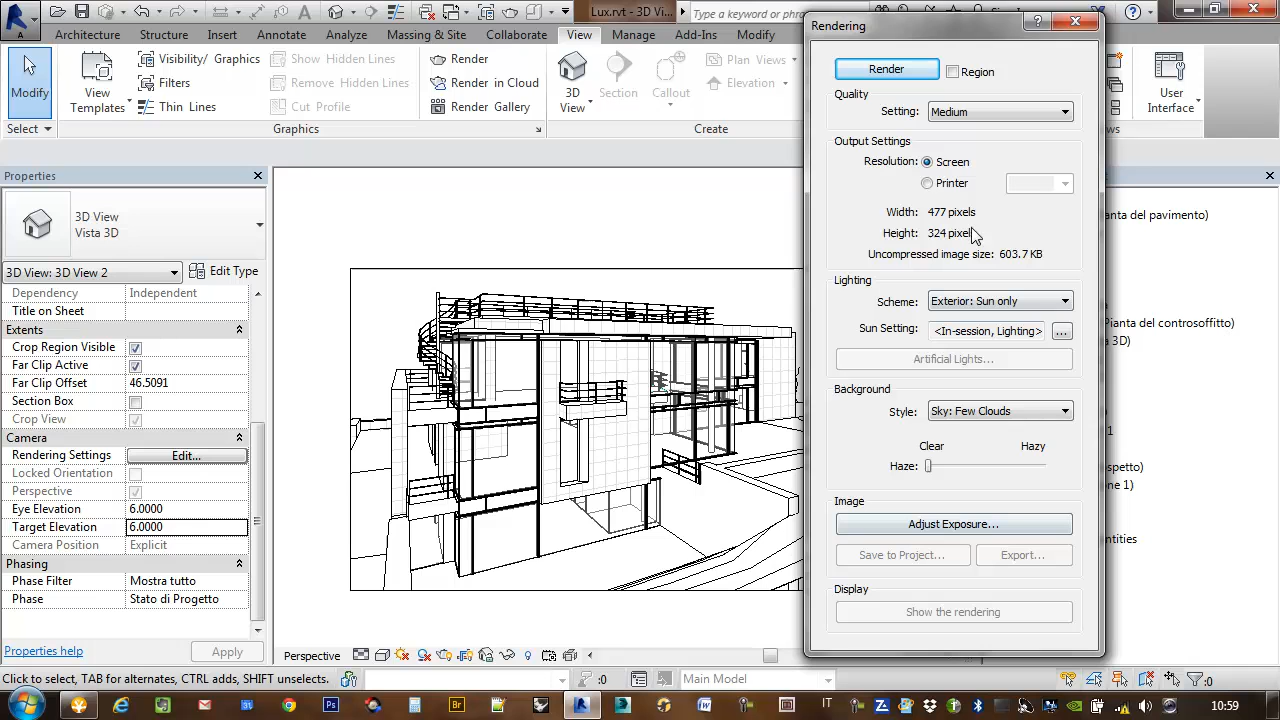 Lux.rvt - 3D Vi...
Type a keyword or phra
Rendering
?
Architecture Structure Insert Annotate Analyze Massing & Site Collaborate View Manage Add-Ins Modify
Modify
View
Templates
Visibility/ Graphics
Filters
Thin Lines
Show Hidden Lines
Remove Hidden Lines
Cut Profile
Render
Render in Cloud
Render Gallery
3D
View
Section
Callout
Plan Views
Elevation
User
Interface
Select
Graphics
Create
ws
Render
Region
Quality
Setting: Medium
Output Settings
Resolution: Screen
Printer
Width: 477 pixels
Height: 324 pixel
Uncompressed image size: 603.7 KB
Lighting
Scheme: Exterior: Sun only
Sun Setting: <In-session, Lighting> ...
Artificial Lights...
Background
Style: Sky: Few Clouds
Clear Hazy
Haze:
Image
Adjust Exposure...
Save to Project... Export...
Display
Show the rendering
Properties
3D View
Vista 3D
3D View: 3D View 2 Edit Type
Dependency Independent
Title on Sheet
Extents
Crop Region Visible
Far Clip Active
Far Clip Offset 46.5091
Section Box
Crop View
Camera
Rendering Settings Edit...
Locked Orientation
Perspective
Eye Elevation 6.0000
Target Elevation 6.0000
Camera Position Explicit
Phasing
Phase Filter Mostra tutto
Phase Stato di Progetto
Properties help Apply
ta del pavimento)
Pianta del controsoffitto)
a 3D)
1
ospetto)
one 1)
ntities
Perspective
Click to select, TAB for alternates, CTRL adds, SHIFT unselects.
:0
Main Model
:0
Ps
Br
IT
10:59